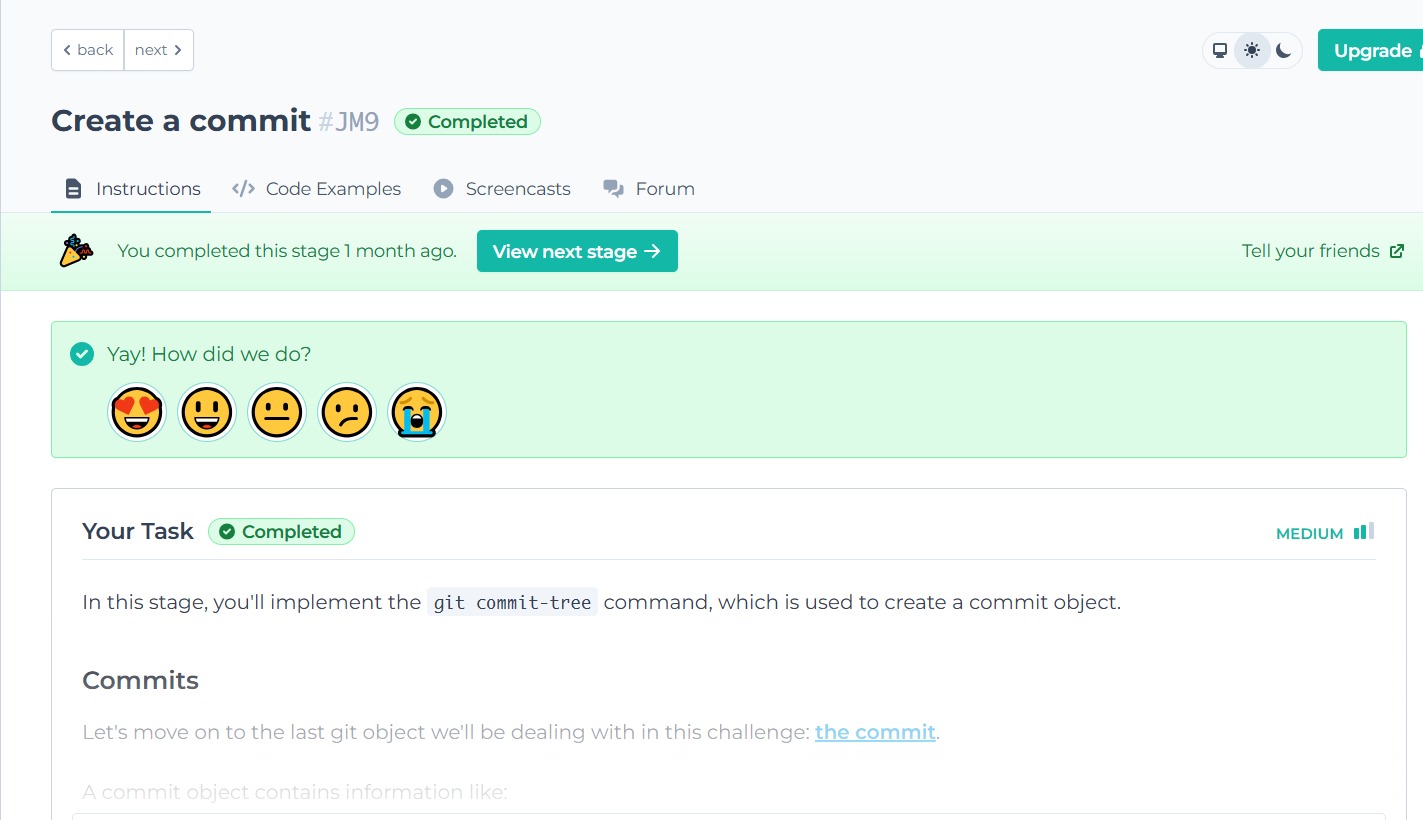 back next
Upgrade
Create a commit #JM9 Completed
Instructions Code Examples Screencasts Forum
You completed this stage 1 month ago. View next stage → Tell your friends
Yay! How did we do?
Your Task Completed MEDIUM
In this stage, you'll implement the git commit-tree command, which is used to create a commit object.
Commits
Let's move on to the last git object we'll be dealing with in this challenge: the commit.
A commit object contains information like: